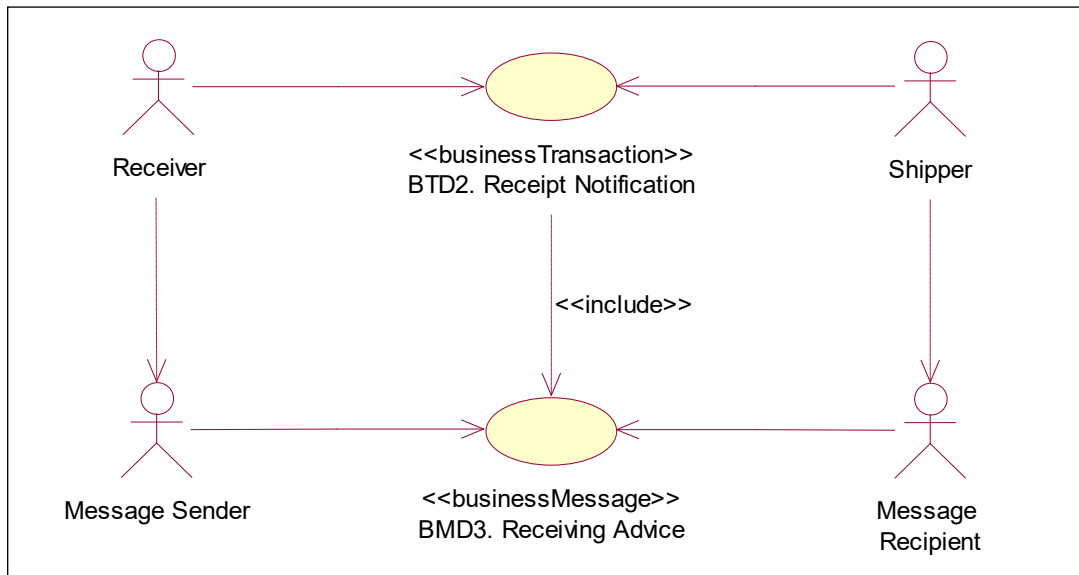 Receiver
<<businessTransaction>>
BTD2. Receipt Notification
Shipper
<<include>>
Message Sender
<<businessMessage>>
BMD3. Receiving Advice
Message
Recipient